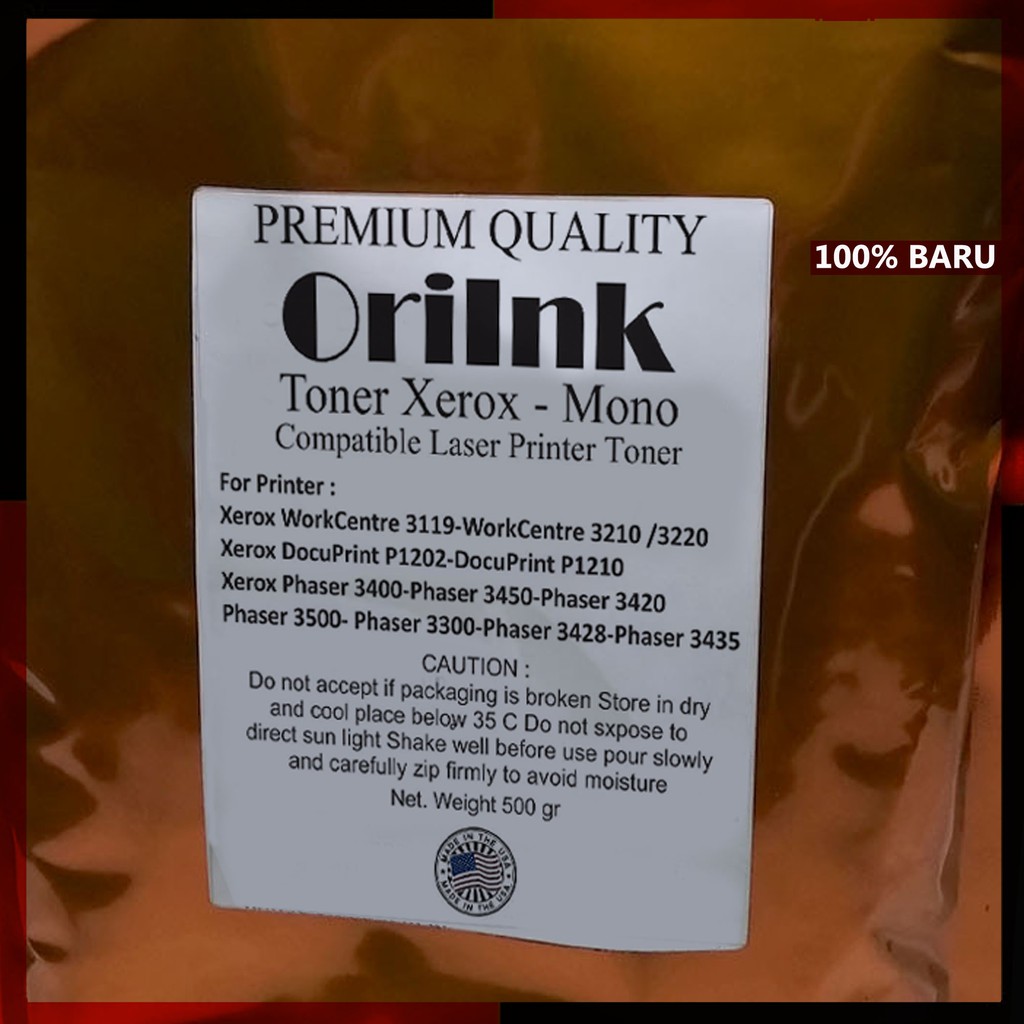 PREMIUM QUALITY
OriInk
Toner Xerox - Mono
Compatible Laser Printer Toner
For Printer :
Xerox WorkCentre 3119-WorkCentre 3210 /3220
Xerox DocuPrint P1202-DocuPrint P1210
Xerox Phaser 3400-Phaser 3450-Phaser 3420
Phaser 3500- Phaser 3300-Phaser 3428-Phaser 3435
CAUTION :
Do not accept if packaging is broken Store in dry
and cool place below 35 C Do not sxpose to
direct sun light Shake well before use pour slowly
and carefully zip firmly to avoid moisture
Net. Weight 500 gr
MADE IN THE USA
MADE IN THE USA
100% BARU